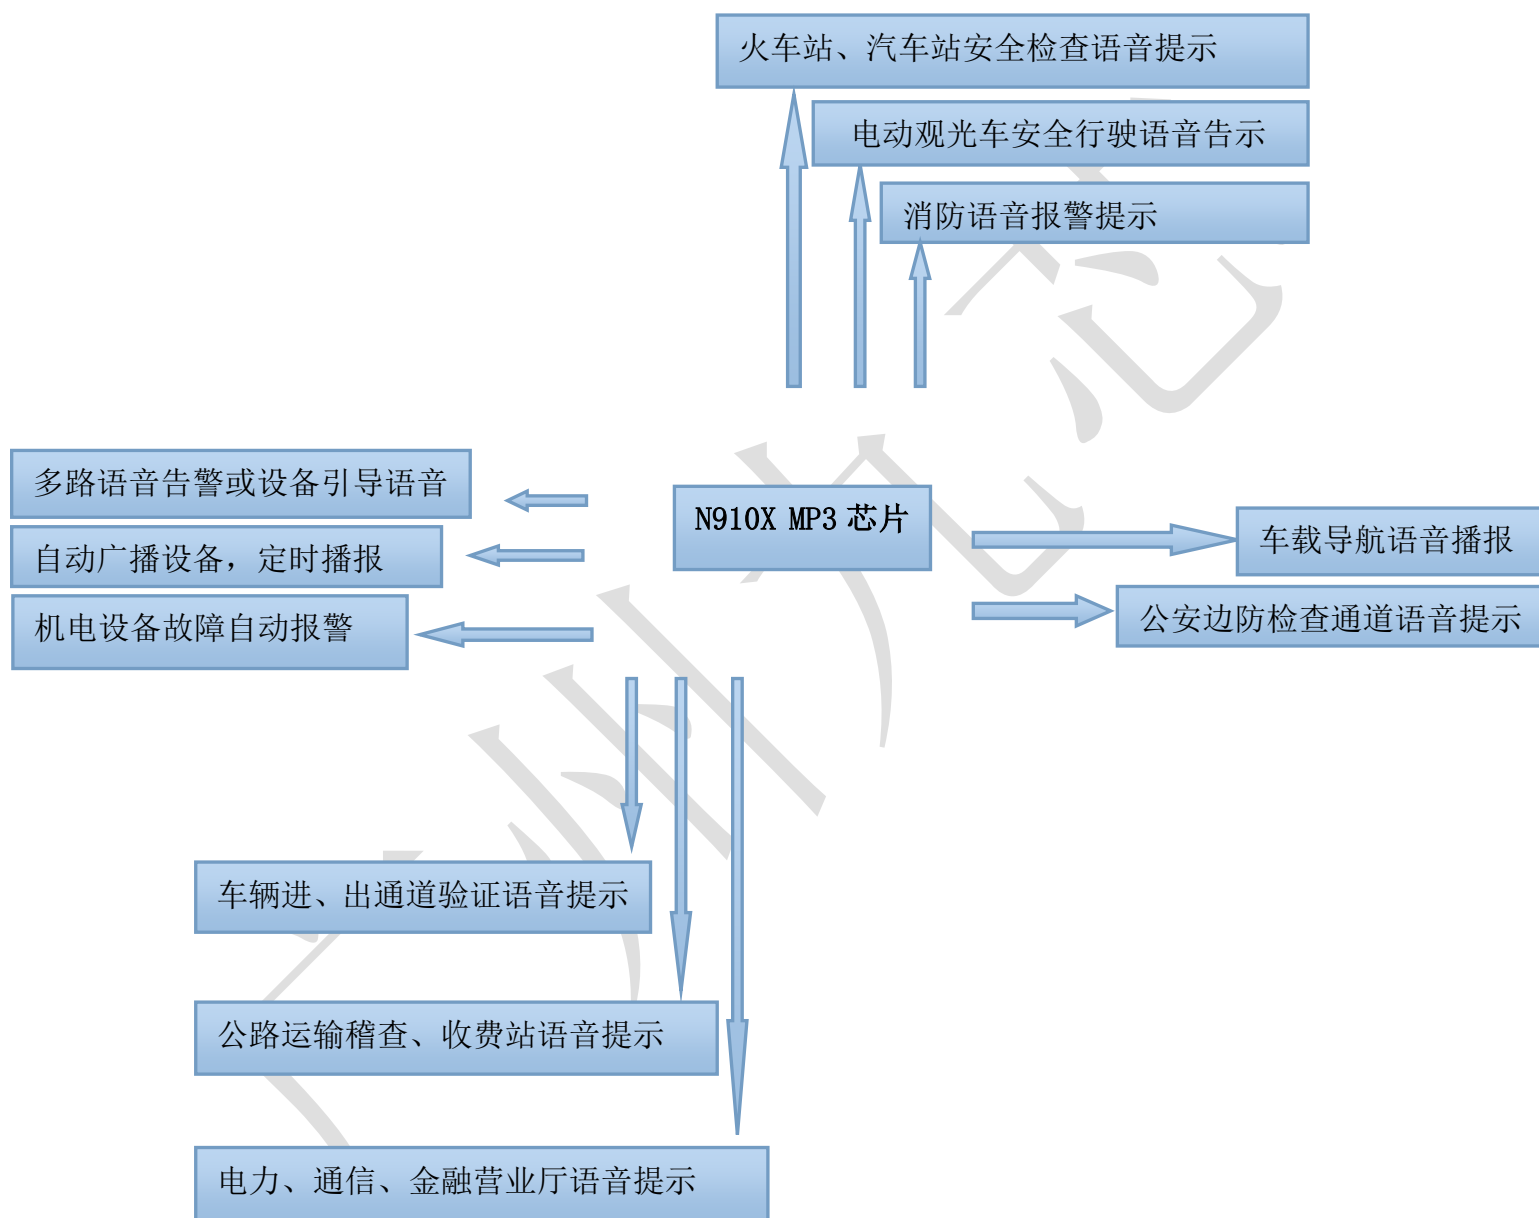 火车站、汽车站安全检查语音提示
电动观光车安全行驶语音告示
消防语音报警提示
多路语音告警或设备引导语音
自动广播设备，定时播报
机电设备故障自动报警
N910X MP3 芯片
车载导航语音播报
公安边防检查通道语音提示
车辆进、出通道验证语音提示
公路运输稽查、收费站语音提示
电力、通信、金融营业厅语音提示
广州九芯